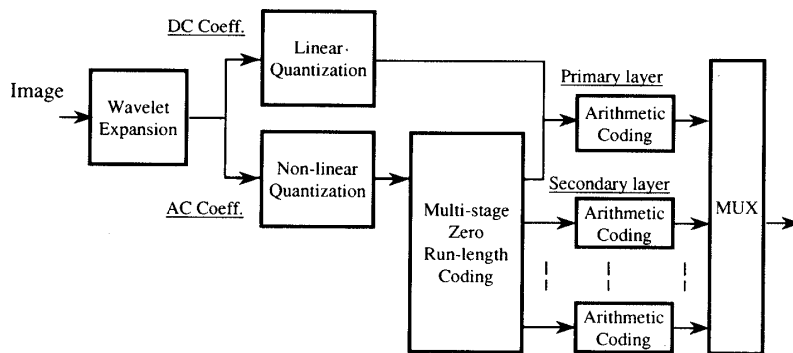 DC Coeff.
Linear·
Quantization
Image
Wavelet
Expansion
Non-linear
Quantization
AC Coeff.
Multi-stage
Zero
Run-length
Coding
Primary layer
Arithmetic
Coding
Secondary layer
Arithmetic
Coding
Arithmetic
Coding
MUX